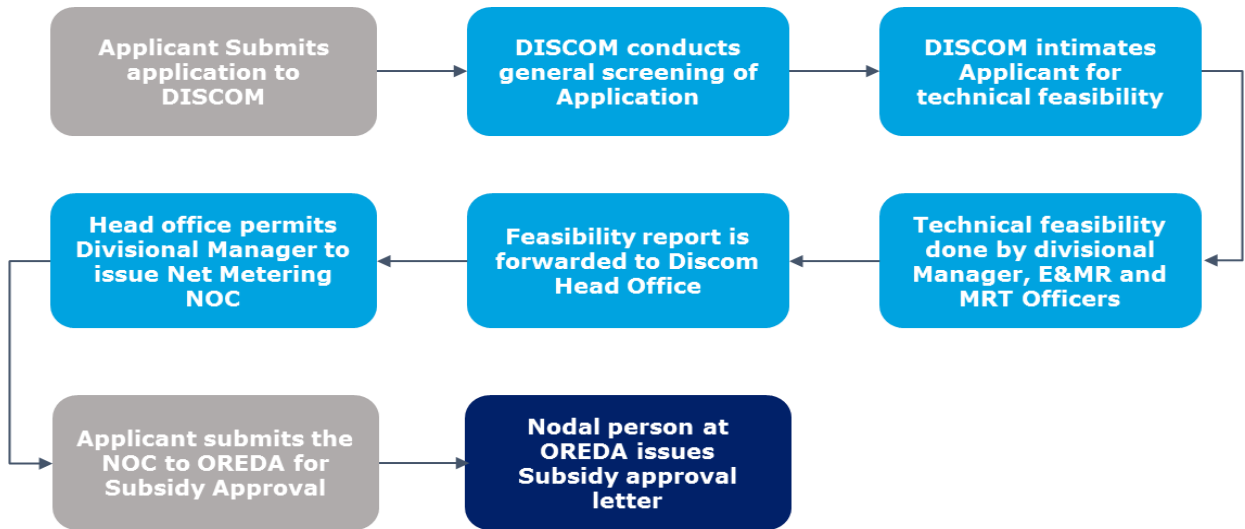 Applicant Submits
application to
DISCOM
DISCOM conducts
general screening of
Application
DISCOM intimates
Applicant for
technical feasibility
Technical feasibility
done by divisional
Manager, E&MR and
MRT Officers
Feasibility report is
forwarded to Discom
Head Office
Head office permits
Divisional Manager to
issue Net Metering
NOC
Applicant submits the
NOC to OREDA for
Subsidy Approval
Nodal person at
OREDA issues
Subsidy approval
letter